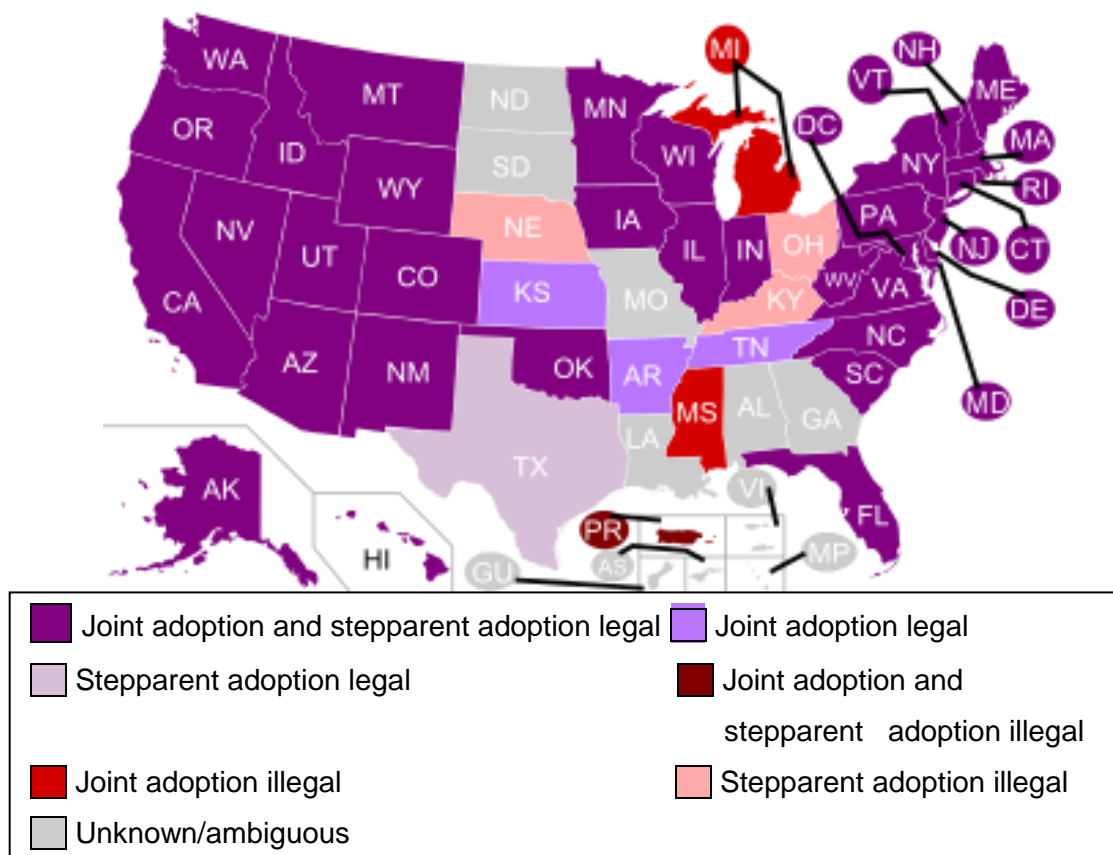 WA
MT
ND
MN
MI
NH
VT
ME
OR
ID
SD
WI
DC
MA
WY
NY
RI
NV
NE
IA
PA
UT
CO
IL
IN
OH
NJ
CT
CA
KS
MO
WV
VA
KY
DE
AZ
NM
OK
AR
TN
NC
SC
MD
MS
AL
GA
TX
LA
AK
VI
FL
HI
PR
GU
AS
MP
Joint adoption and stepparent adoption legal
Joint adoption legal
Stepparent adoption legal
Joint adoption and
stepparent adoption illegal
Joint adoption illegal
Stepparent adoption illegal
Unknown/ambiguous